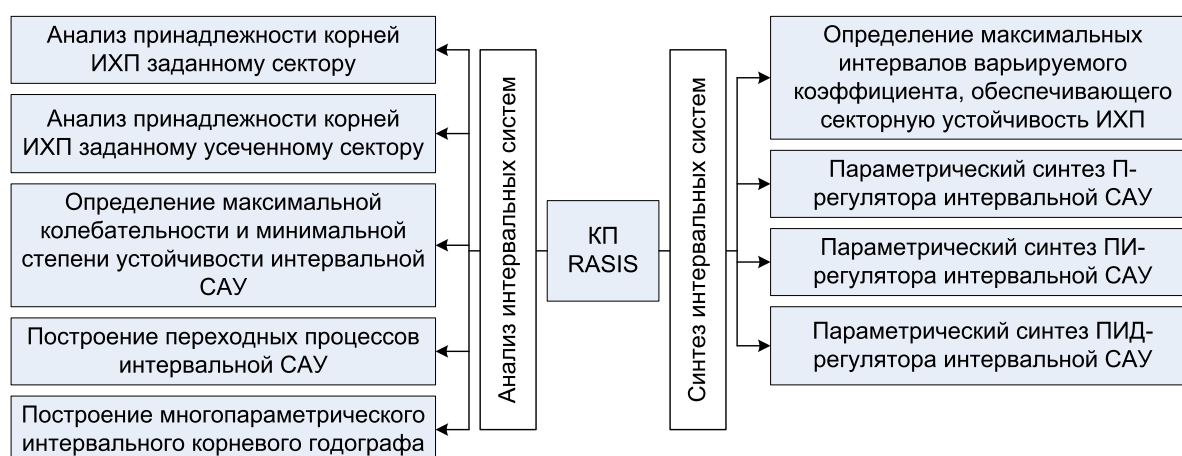 Анализ принадлежности корней
ИХП заданному сектору
Анализ принадлежности корней
ИХП заданному усеченному сектору
Определение максимальной
колебательности и минимальной
степени устойчивости интервальной
САУ
Построение переходных процессов
интервальной САУ
Построение многопараметрического
интервального корневого годографа
Анализ интервальных систем
КП
RASIS
Синтез интервальных систем
Определение максимальных
интервалов варьируемого
коэффициента, обеспечивающего
секторную устойчивость ИХП
Параметрический синтез П-
регулятора интервальной САУ
Параметрический синтез ПИ-
регулятора интервальной САУ
Параметрический синтез ПИД-
регулятора интервальной САУ